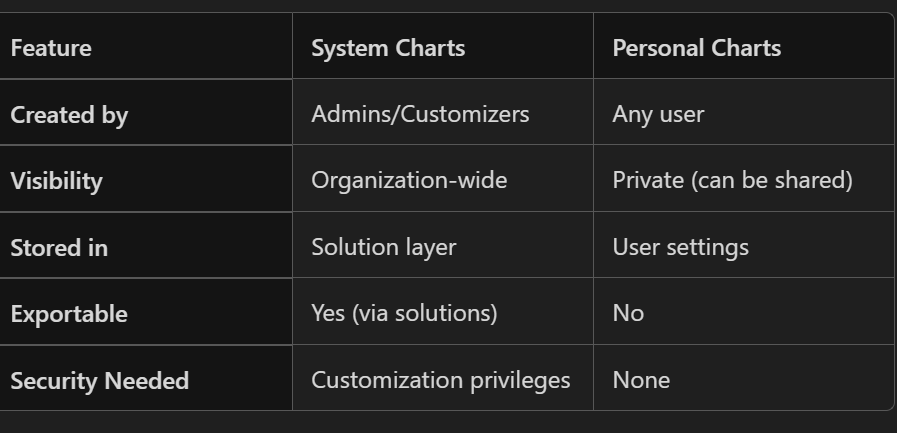 Feature System Charts Personal Charts
Created by Admins/Customizers Any user
Visibility Organization-wide Private (can be shared)
Stored in Solution layer User settings
Exportable Yes (via solutions) No
Security Needed Customization privileges None